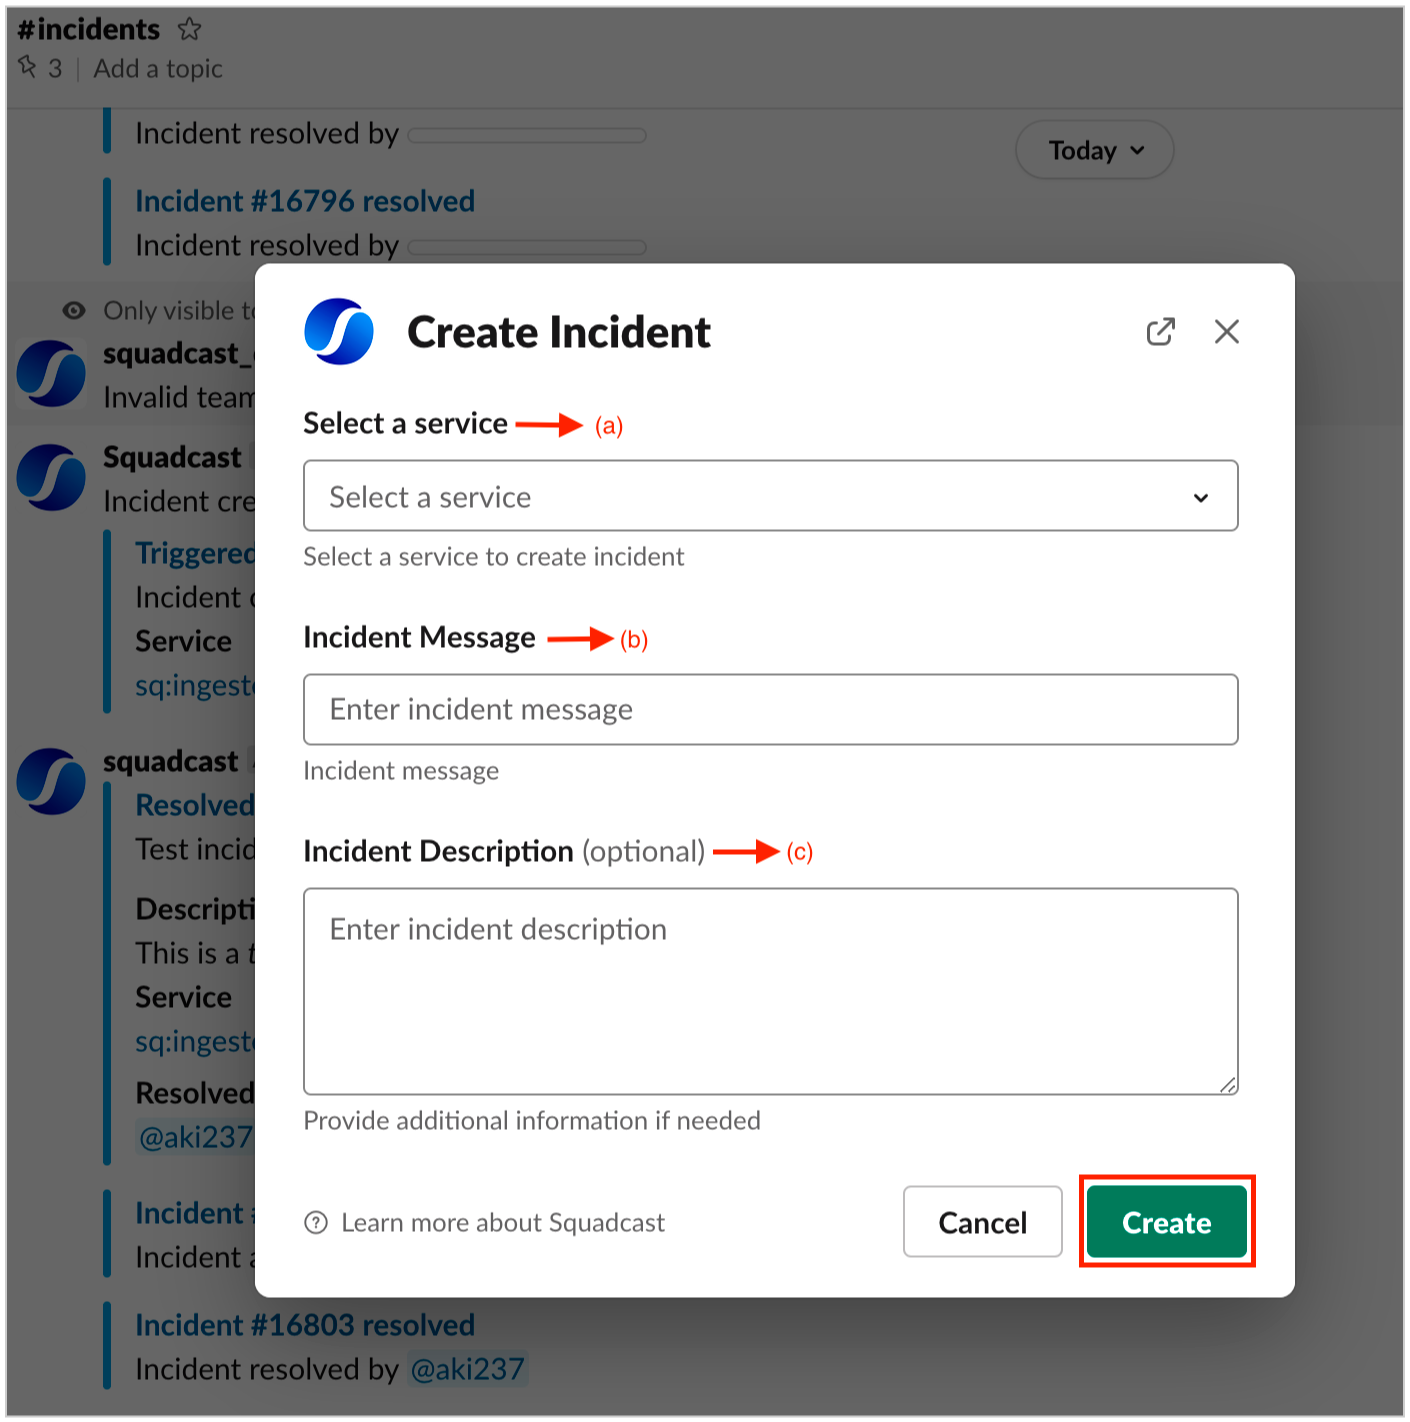 #incidents
3 | Add a topic
Incident resolved by
Today
Incident #16796 resolved
Incident resolved by
Only visible
squadcast_
Invalid team
Squadcast
Incident
Triggered
Incident
Service
sq:ingest
squadcast
Resolved
Test
Descripti
This is a
Service
sq:ingest
Resolved
@aki237
Incident
Incident
Incident #16803 resolved
Incident resolved by @aki237
Create Incident
Select a service (a)
Select a service
Select a service to create incident
Incident Message (b)
Enter incident message
Incident message
Incident Description (optional) (c)
Enter incident description
Provide additional information if needed
Learn more about Squadcast
Cancel
Create